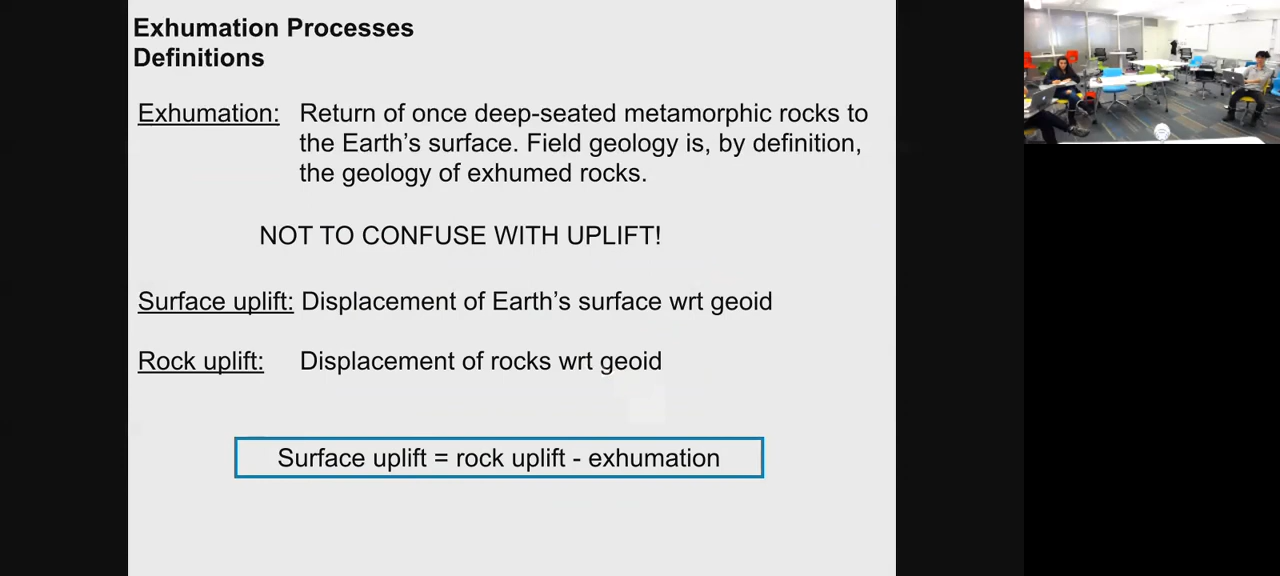 Exhumation Processes
Definitions
Exhumation: Return of once deep-seated metamorphic rocks to
the Earth's surface. Field geology is, by definition,
the geology of exhumed rocks.
NOT TO CONFUSE WITH UPLIFT!
Surface uplift: Displacement of Earth's surface wrt geoid
Rock uplift: Displacement of rocks wrt geoid
Surface uplift = rock uplift - exhumation